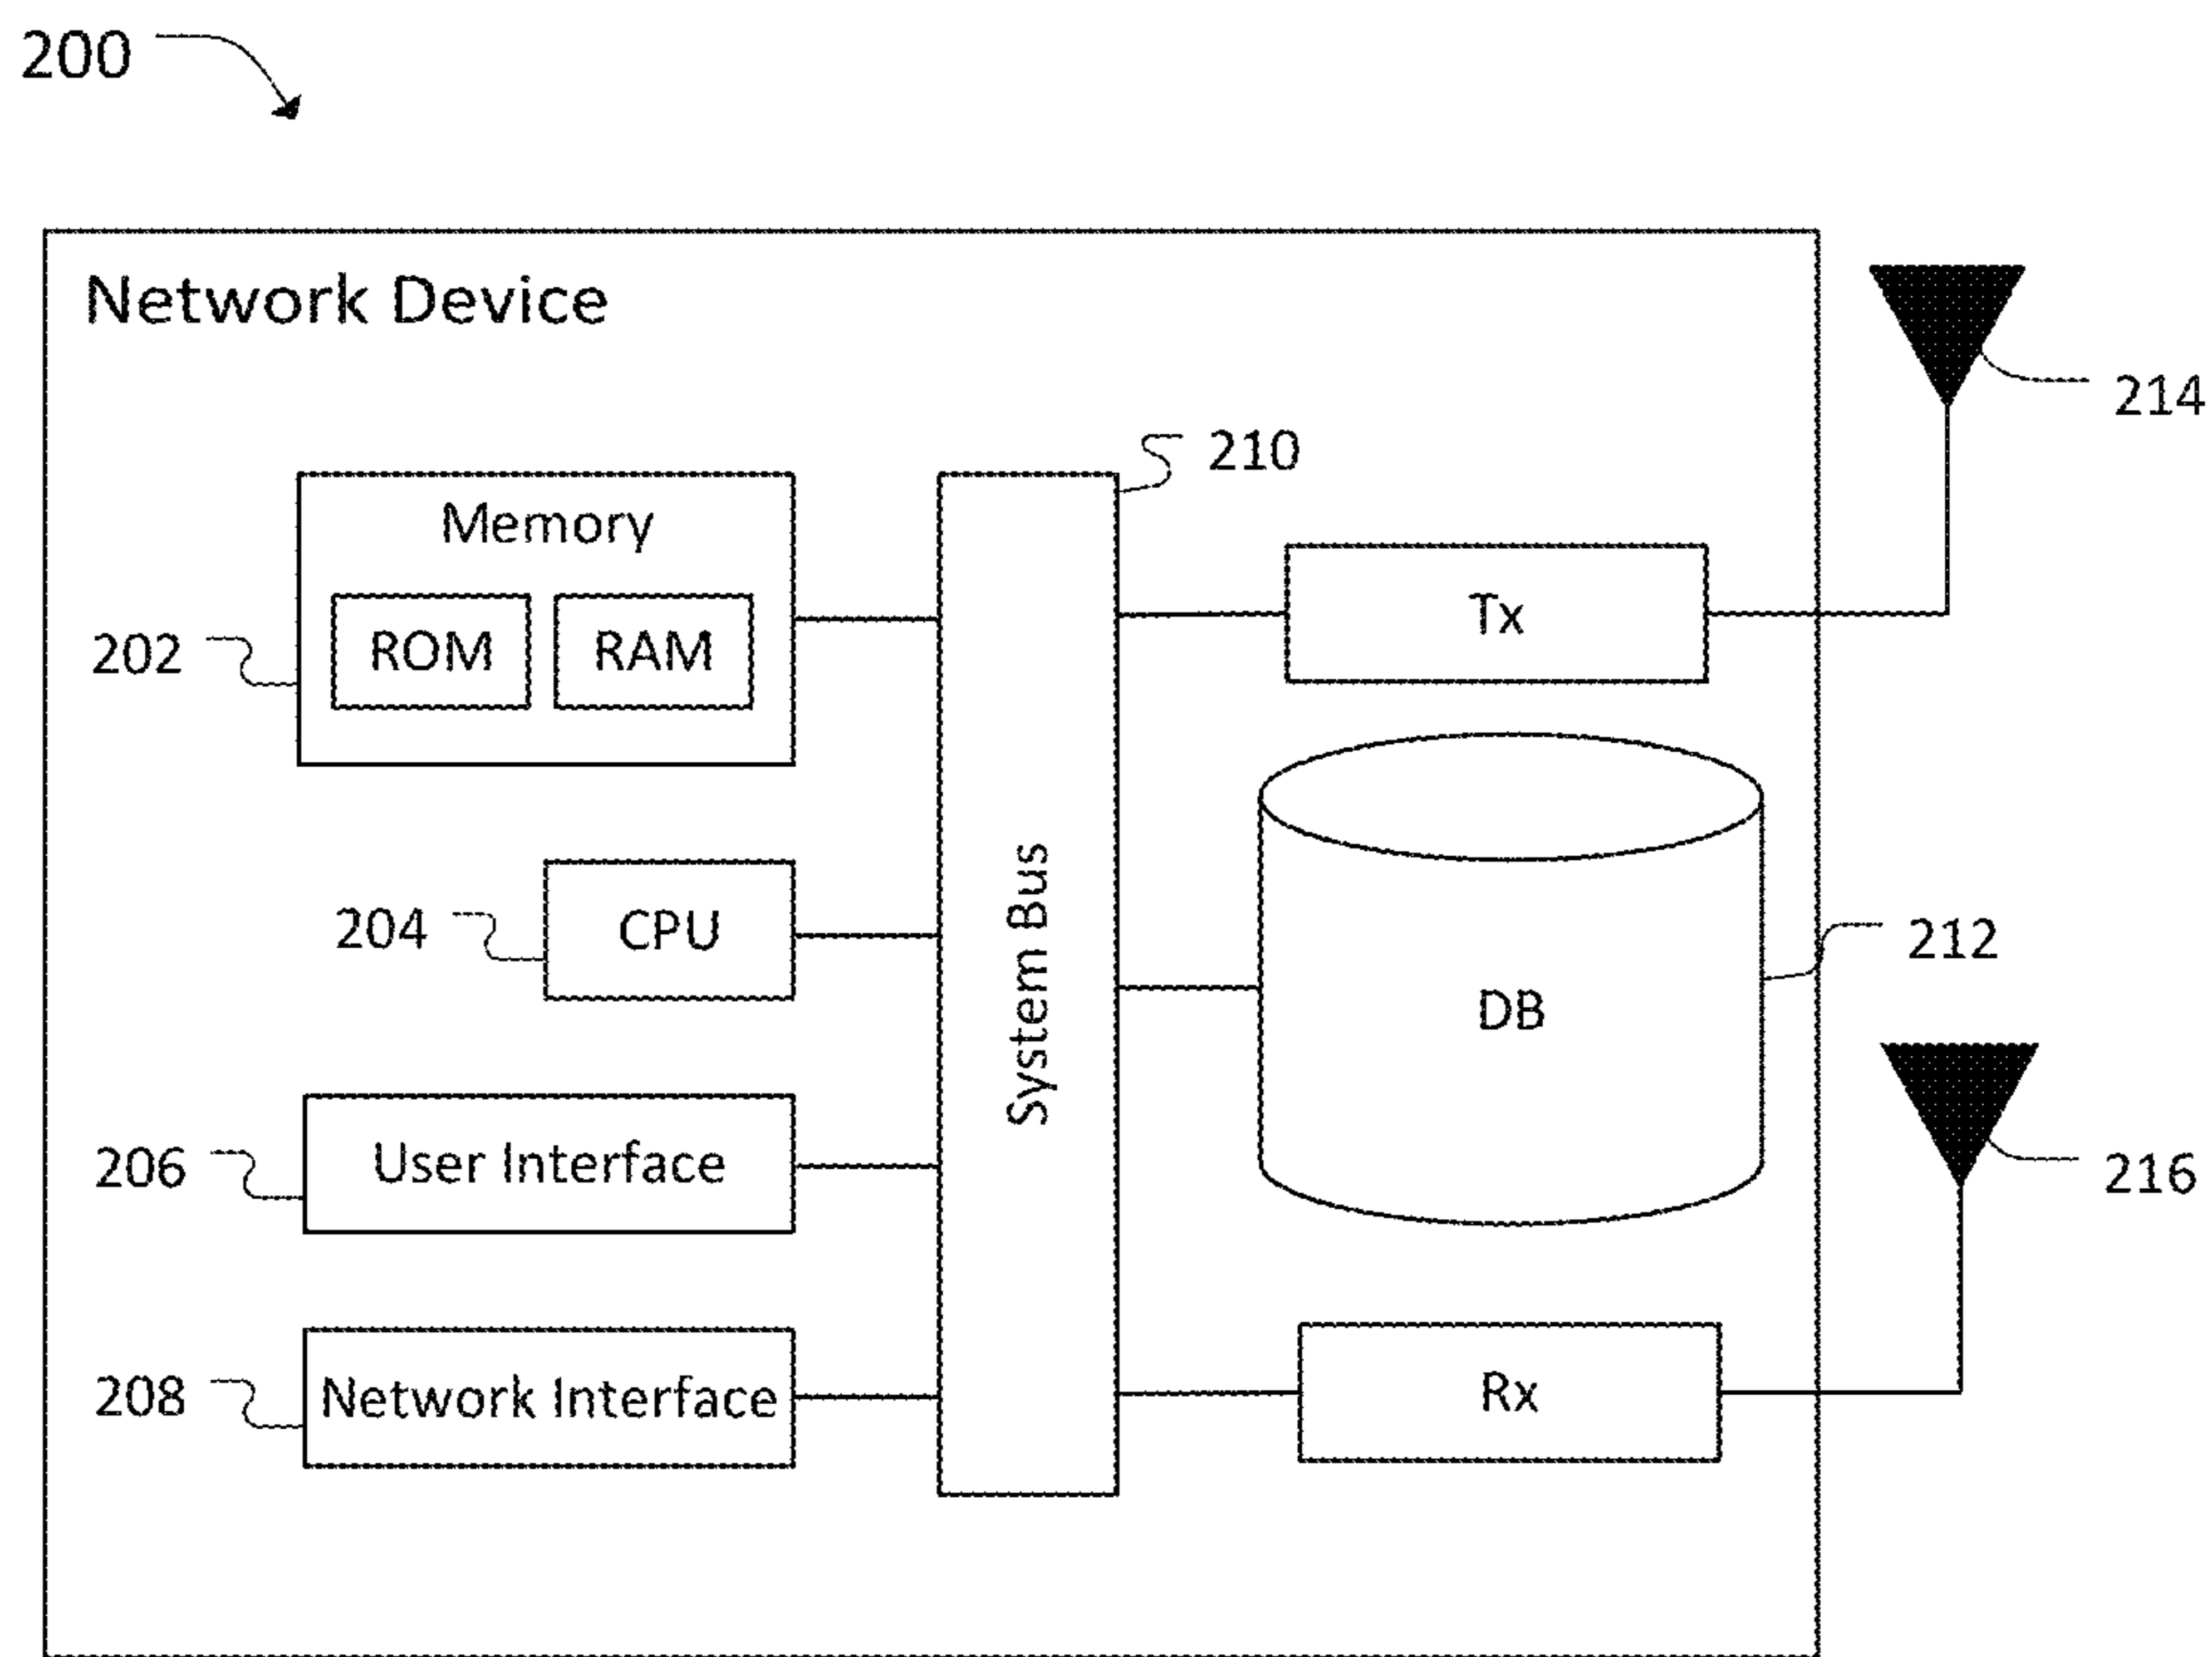 200
Network Device
214
210
Memory
Tx
202
ROM
RAM
204
CPU
System Bus
DB
212
206
User Interface
216
208
Network Interface
Rx